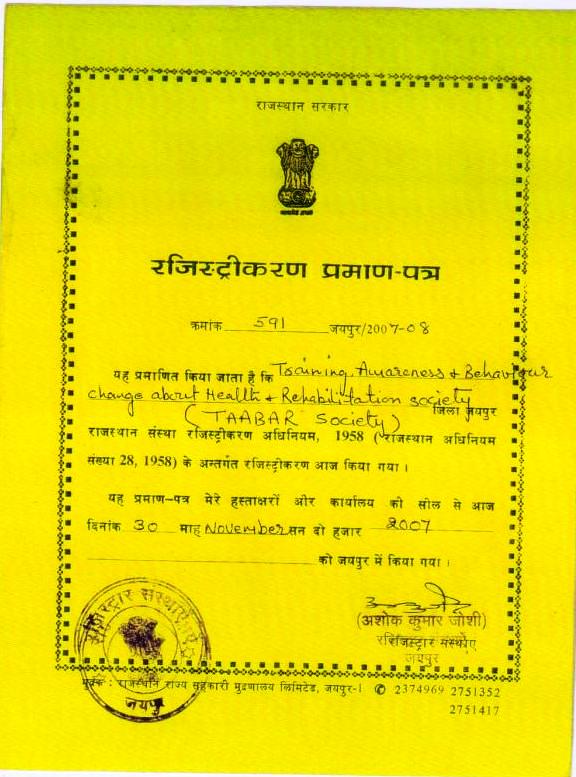 राजस्थान सरकार
रजिस्ट्रीकरण प्रमाण-पत्र
क्रमांक 591 जयपुर/2007-08
यह प्रमाणित किया जाता है कि Training, Awareness & Behaviour
change about Health & Rehabilitation society
(TAABAR Society) जिला जयपुर
राजस्थान संस्था रजिस्ट्रीकरण अधिनियम, 1958 (राजस्थान अधिनियम
संख्या 28, 1958) के अन्तर्गत रजिस्ट्रीकरण आज किया गया।
यह प्रमाण-पत्र मेरे हस्ताक्षरों और कार्यालय की सील से आज
दिनांक 30 माह November सन दो हजार 2007
को जयपुर में किया गया।
(अशोक कुमार जोशी)
रजिस्ट्रार संस्थाएं
जयपुर
रजिस्ट्रार संस्थाएं
जयपुर
मुद्रक : राजस्थान राज्य सहकारी मुद्रणालय लिमिटेड, जयपुर-1 ✆ 2374969 2751352
2751417